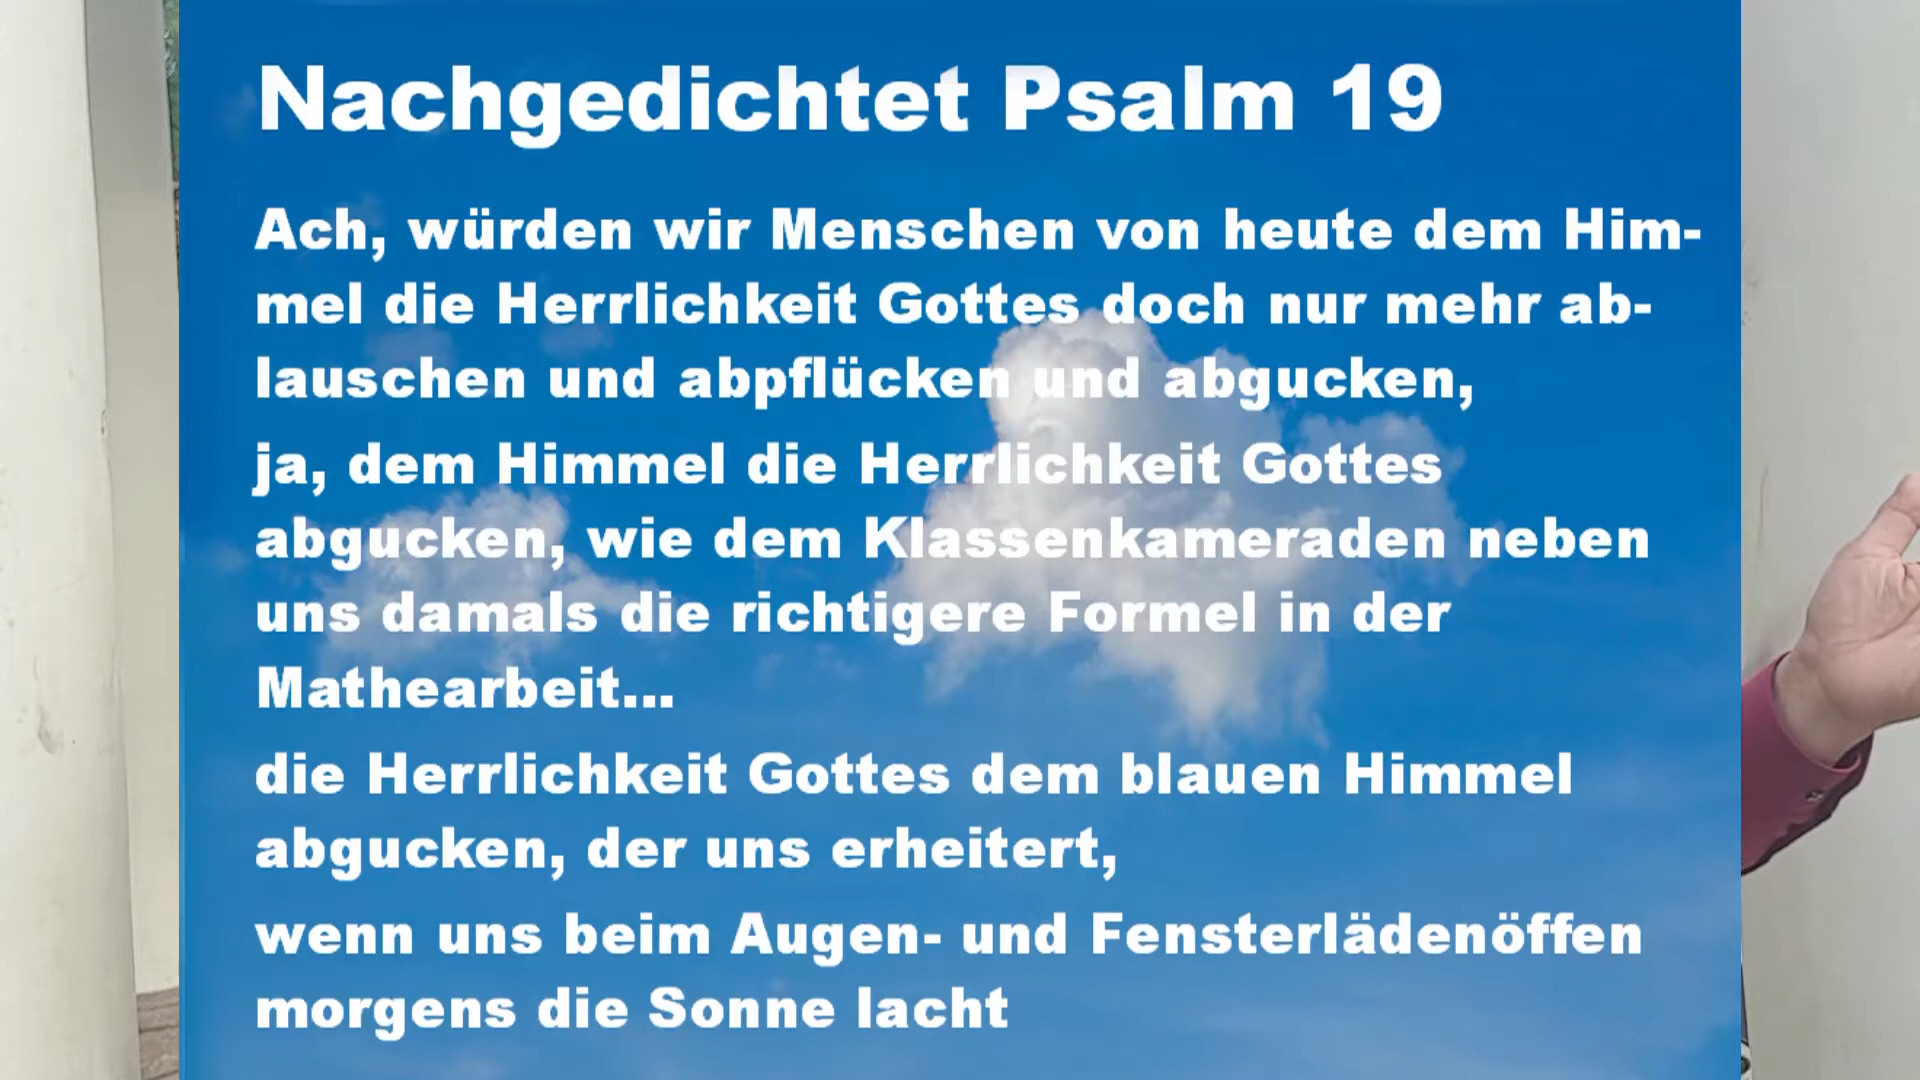 Nachgedichtet Psalm 19
Ach, würden wir Menschen von heute dem Him-
mel die Herrlichkeit Gottes doch nur mehr ab-
lauschen und abpflücken und abgucken,
ja, dem Himmel die Herrlichkeit Gottes
abgucken, wie dem Klassenkameraden neben
uns damals die richtigere Formel in der
Mathearbeit...
die Herrlichkeit Gottes dem blauen Himmel
abgucken, der uns erheitert,
wenn uns beim Augen- und Fensterlädenöffen
morgens die Sonne lacht